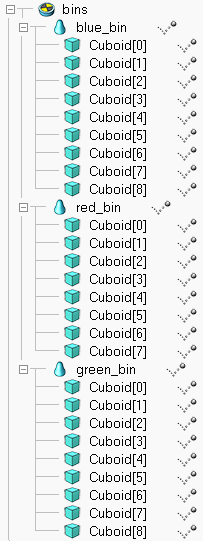 bins
blue_bin
Cuboid[0]
Cuboid[1]
Cuboid[2]
Cuboid[3]
Cuboid[4]
Cuboid[5]
Cuboid[6]
Cuboid[7]
Cuboid[8]
red_bin
Cuboid[0]
Cuboid[1]
Cuboid[2]
Cuboid[3]
Cuboid[4]
Cuboid[5]
Cuboid[6]
Cuboid[7]
green_bin
Cuboid[0]
Cuboid[1]
Cuboid[2]
Cuboid[3]
Cuboid[4]
Cuboid[5]
Cuboid[6]
Cuboid[7]
Cuboid[8]